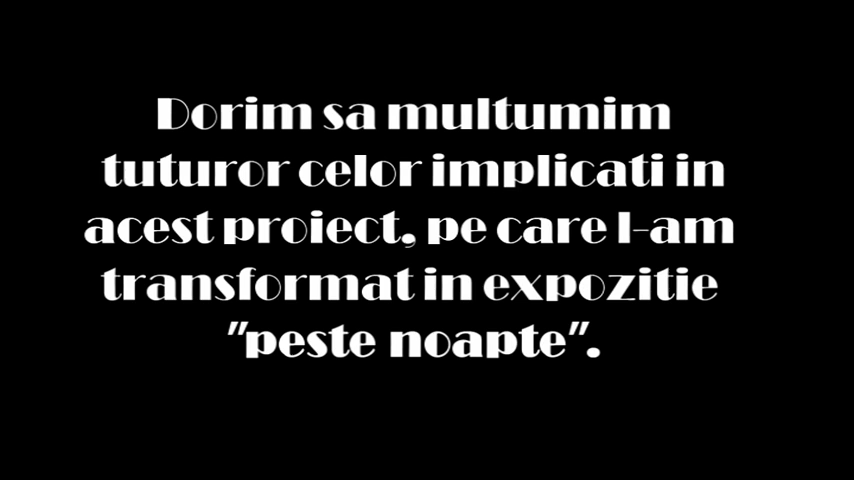 Dorim sa multumim
tuturor celor implicati in
acest proiect, pe care l-am
transformat in expozitie
"peste noapte".